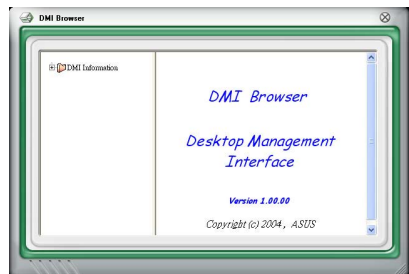 DMI Browser
DMI Information
DMI Browser
Desktop Management
Interface
Version 1.00.00
Copyright (c) 2004, ASUS